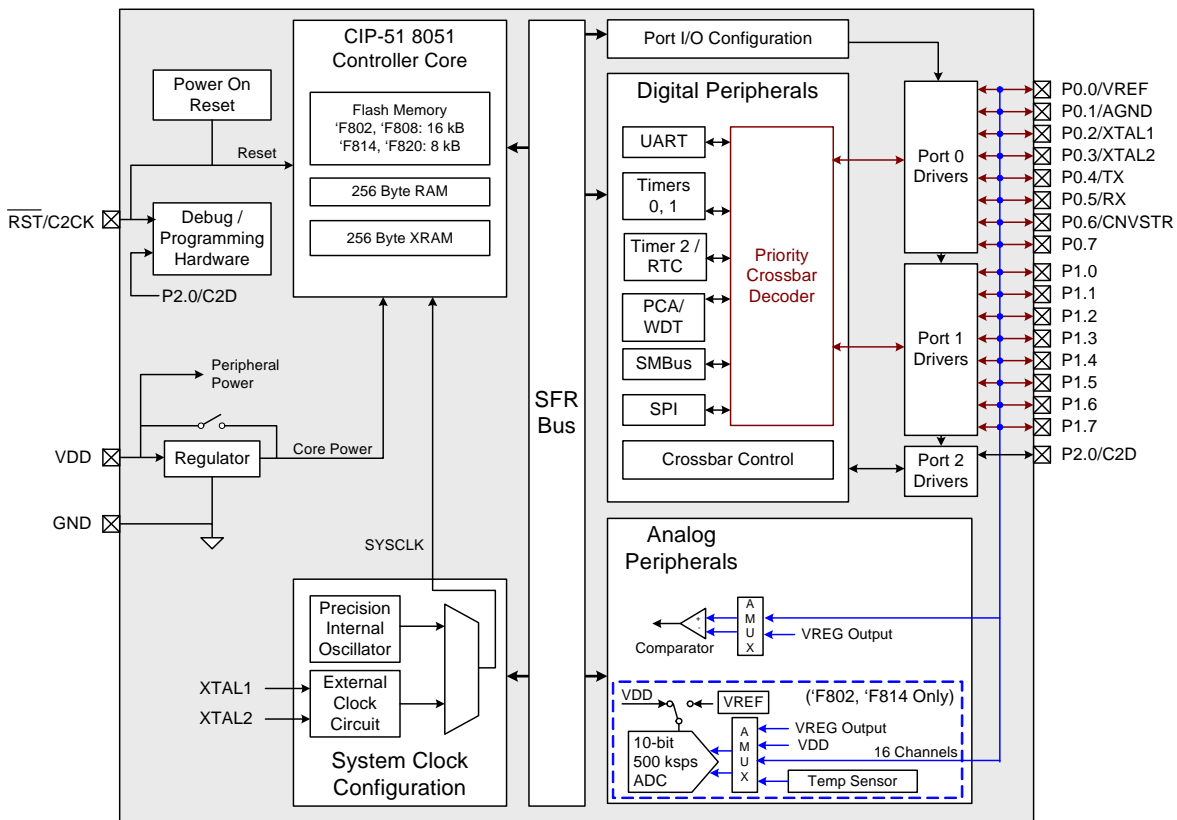 CIP-51 8051
Controller Core
Flash Memory
‘F802, ‘F808: 16 kB
‘F814, ‘F820: 8 kB
256 Byte RAM
256 Byte XRAM
Power On
Reset
Reset
RST/C2CK
Debug /
Programming
Hardware
P2.0/C2D
Peripheral
Power
VDD
Regulator
Core Power
GND
SYSCLK
Precision
Internal
Oscillator
XTAL1
XTAL2
External
Clock
Circuit
System Clock
Configuration
SFR
Bus
Port I/O Configuration
Digital Peripherals
UART
Timers
0, 1
Timer 2 /
RTC
PCA/
WDT
SMBus
SPI
Priority
Crossbar
Decoder
Crossbar Control
Port 0
Drivers
Port 1
Drivers
Port 2
Drivers
P0.0/VREF
P0.1/AGND
P0.2/XTAL1
P0.3/XTAL2
P0.4/TX
P0.5/RX
P0.6/CNVSTR
P0.7
P1.0
P1.1
P1.2
P1.3
P1.4
P1.5
P1.6
P1.7
P2.0/C2D
Analog
Peripherals
+
-
Comparator
A
M
U
X
VREG Output
(‘F802, ‘F814 Only)
VDD
VREF
10-bit
500 ksps
ADC
A
M
U
X
VREG Output
VDD
16 Channels
Temp Sensor